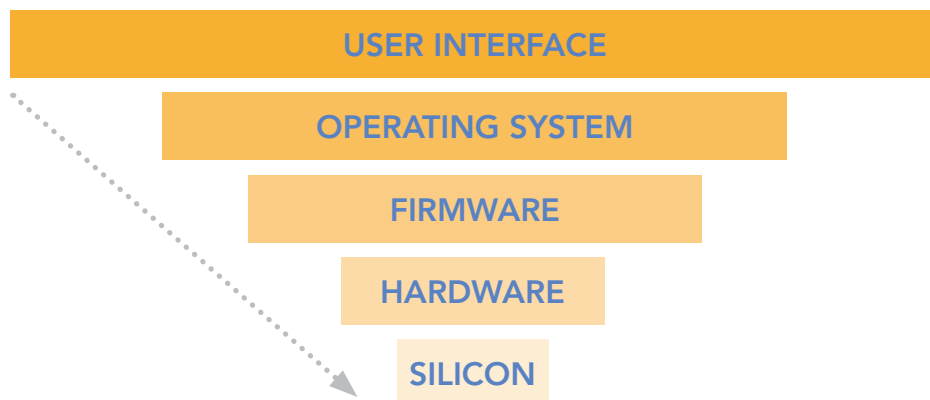 USER INTERFACE
OPERATING SYSTEM
FIRMWARE
HARDWARE
SILICON